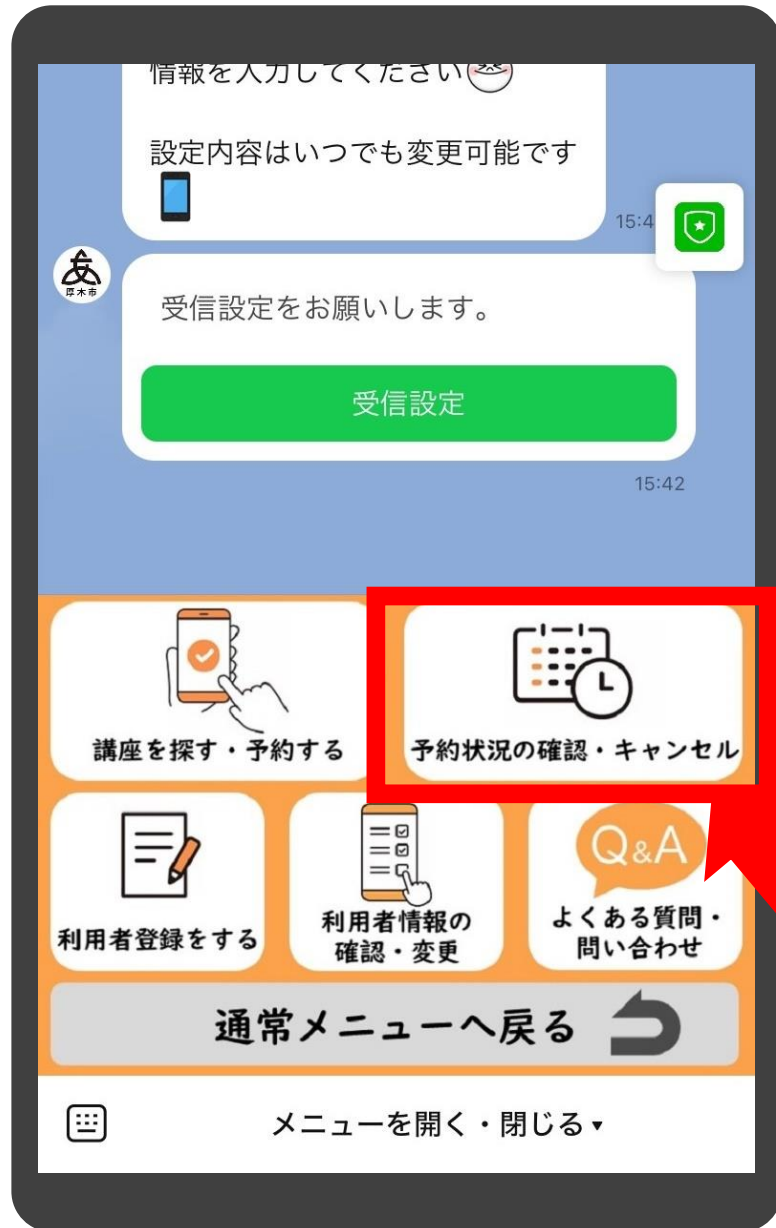 情報を入力してください
設定内容はいつでも変更可能です
15:4
厚木市
受信設定をお願いします。
受信設定
15:42
講座を探す・予約する
予約状況の確認・キャンセル
利用者登録をする
利用者情報の
確認・変更
Q&A
よくある質問・
問い合わせ
通常メニューへ戻る
メニューを開く・閉じる▼